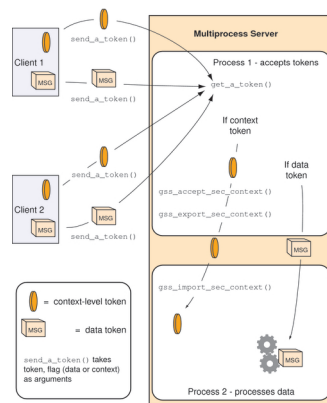 send_a_token()
Client 1
MSG
MSG
send_a_token()
Multiprocess Server
Process 1 - accepts tokens
get_a_token()
If context
token
If data
token
send_a_token()
Client 2
MSG
MSG
send_a_token()
gss_accept_sec_context()
gss_export_sec_context()
MSG
gss_import_sec_context()
= context-level token
MSG
= data token
send_a_token() takes
token, flag (data or context)
as arguments
MSG
Process 2 - processes data